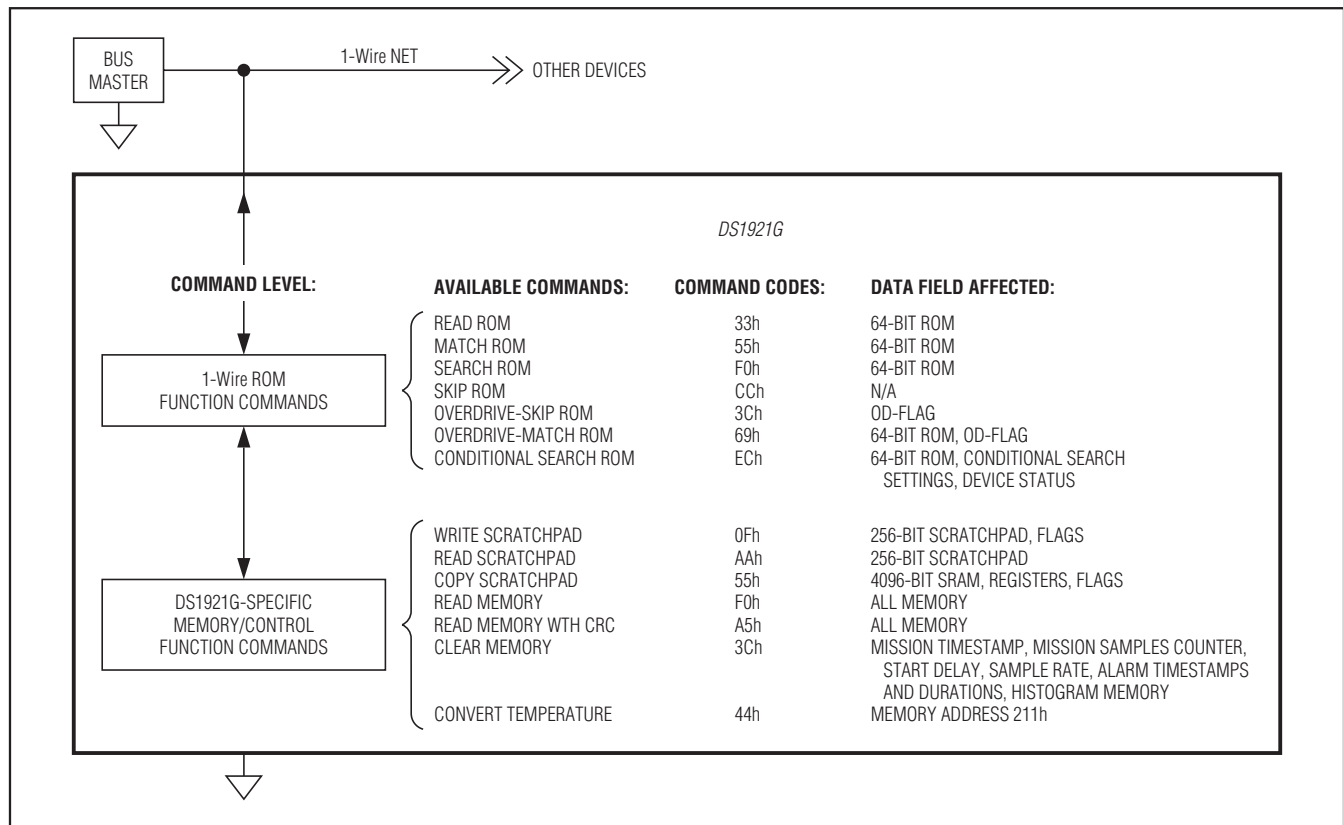 BUS
MASTER
1-Wire NET
OTHER DEVICES
DS1921G
COMMAND LEVEL: AVAILABLE COMMANDS: COMMAND CODES: DATA FIELD AFFECTED:
1-Wire ROM
FUNCTION COMMANDS
READ ROM 33h 64-BIT ROM
MATCH ROM 55h 64-BIT ROM
SEARCH ROM F0h 64-BIT ROM
SKIP ROM CCh N/A
OVERDRIVE-SKIP ROM 3Ch OD-FLAG
OVERDRIVE-MATCH ROM 69h 64-BIT ROM, OD-FLAG
CONDITIONAL SEARCH ROM ECh 64-BIT ROM, CONDITIONAL SEARCH
SETTINGS, DEVICE STATUS
DS1921G-SPECIFIC
MEMORY/CONTROL
FUNCTION COMMANDS
WRITE SCRATCHPAD 0Fh 256-BIT SCRATCHPAD, FLAGS
READ SCRATCHPAD AAh 256-BIT SCRATCHPAD
COPY SCRATCHPAD 55h 4096-BIT SRAM, REGISTERS, FLAGS
READ MEMORY F0h ALL MEMORY
READ MEMORY WTH CRC A5h ALL MEMORY
CLEAR MEMORY 3Ch MISSION TIMESTAMP, MISSION SAMPLES COUNTER,
START DELAY, SAMPLE RATE, ALARM TIMESTAMPS
AND DURATIONS, HISTOGRAM MEMORY
CONVERT TEMPERATURE 44h MEMORY ADDRESS 211h